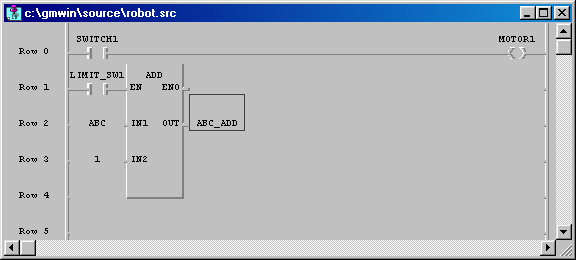 c:\gmwin\source\robot.src
SWITCH1 MOTOR1
Row 0
LIMIT_SW1 ADD
Row 1 EN ENO
Row 2 ABC IN1 OUT ABC_ADD
Row 3 1 IN2
Row 4
Row 5